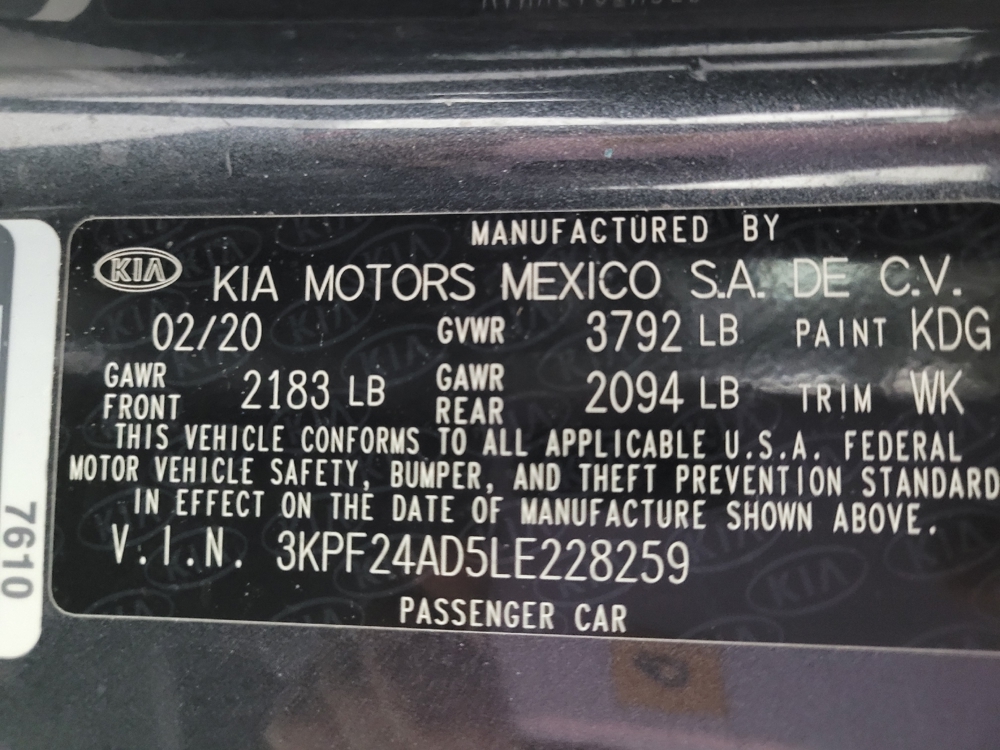 MANUFACTURED BY
KIA KIA MOTORS MEXICO S.A. DE C.V.
02/20 GVWR 3792 LB PAINT KDG
GAWR FRONT 2183 LB GAWR REAR 2094 LB TRIM WK
THIS VEHICLE CONFORMS TO ALL APPLICABLE U.S.A. FEDERAL
MOTOR VEHICLE SAFETY, BUMPER, AND THEFT PREVENTION STANDARD
IN EFFECT ON THE DATE OF MANUFACTURE SHOWN ABOVE.
V.I.N. 3KPF24AD5LE228259
PASSENGER CAR
7610